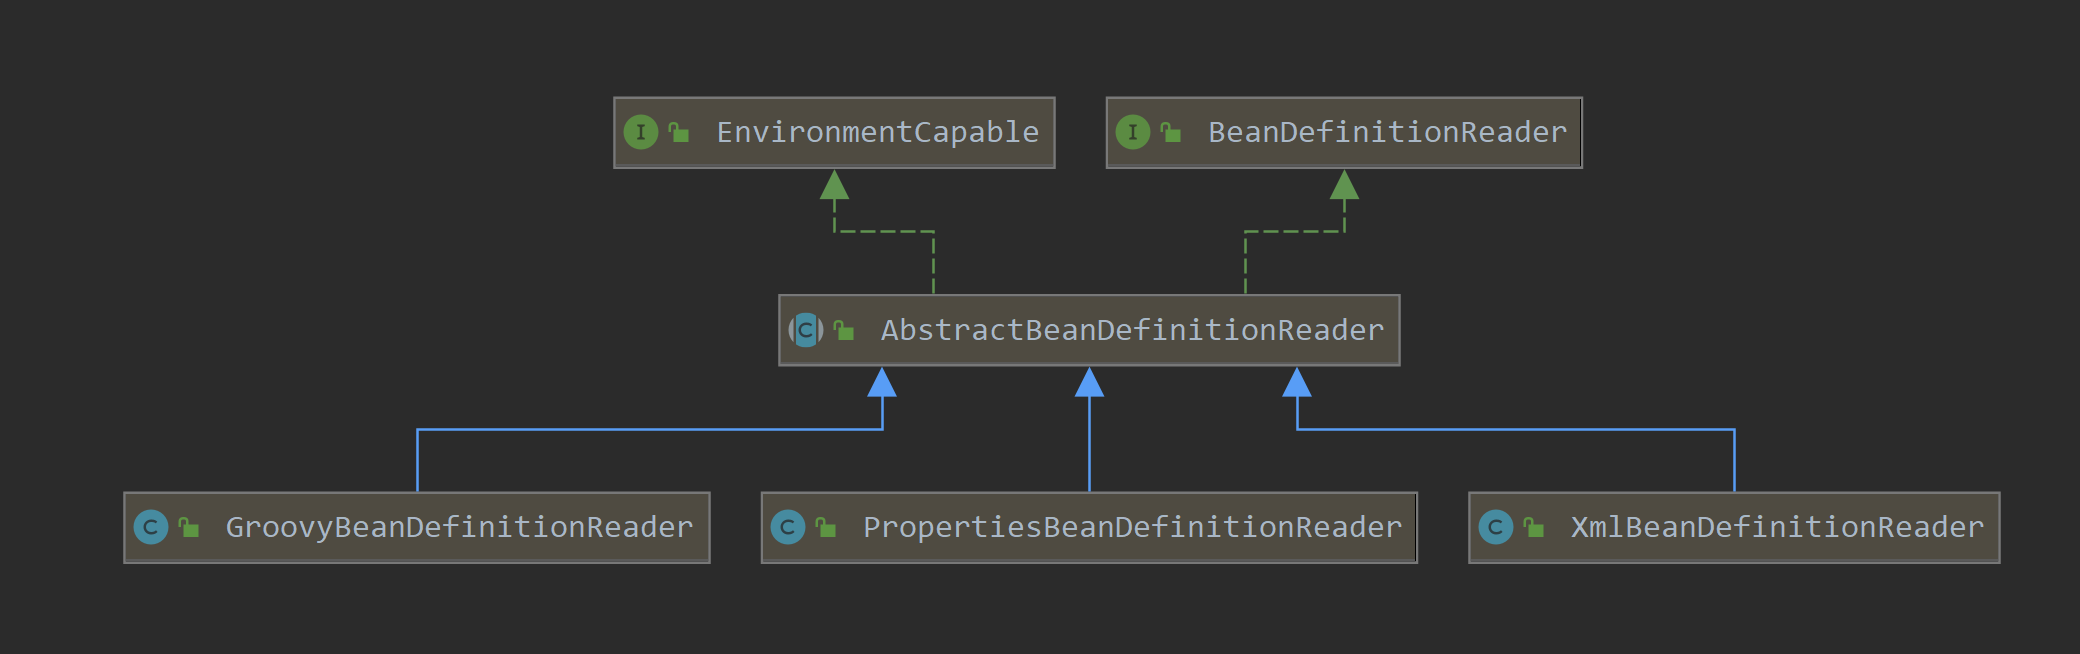 I EnvironmentCapable
I BeanDefinitionReader
C AbstractBeanDefinitionReader
C GroovyBeanDefinitionReader
C PropertiesBeanDefinitionReader
C XmlBeanDefinitionReader